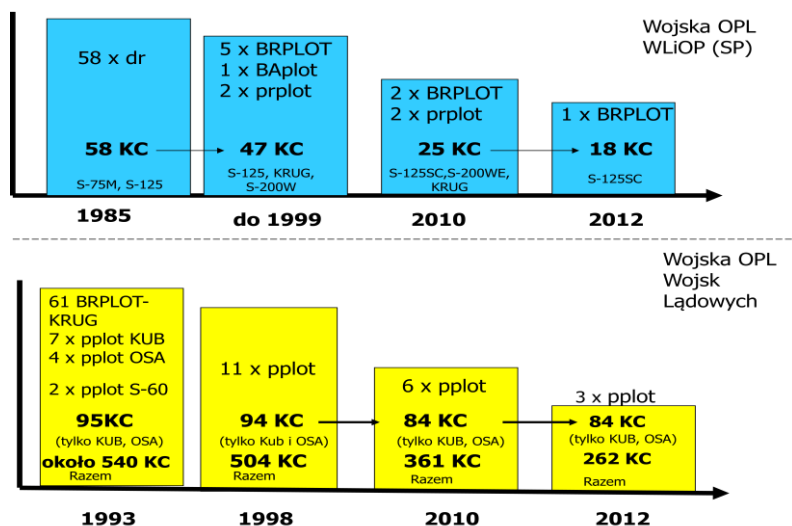 Wojska OPL
WLiOP (SP)
58 x dr
58 KC
S-75M, S-125
5 x BRPLOT
1 x BAplot
2 x prplot
47 KC
S-125, KRUG,
S-200W
2 x BRPLOT
2 x prplot
25 KC
S-125SC,S-200WE,
KRUG
1 x BRPLOT
18 KC
S-125SC
1985
do 1999
2010
2012
Wojska OPL
Wojsk
Lądowych
61 BRPLOT-
KRUG
7 x pplot KUB
4 x pplot OSA
2 x pplot S-60
95KC
(tylko KUB, OSA)
około 540 KC
Razem
11 x pplot
94 KC
(tylko Kub i OSA)
504 KC
Razem
6 x pplot
84 KC
(tylko KUB, OSA)
361 KC
Razem
3 x pplot
84 KC
(tylko KUB, OSA)
262 KC
Razem
1993
1998
2010
2012